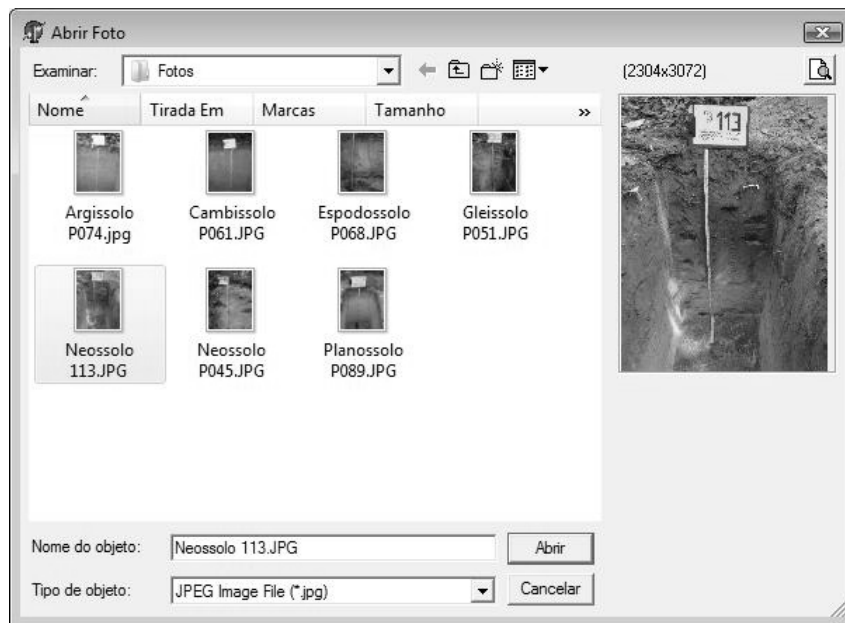 Abrir Foto
Examinar: Fotos (2304x3072)
Nome Tirada Em Marcas Tamanho »
113
Argissolo P074.jpg
Cambissolo P061.JPG
Espodossolo P068.JPG
Gleissolo P051.JPG
Neossolo 113.JPG
Neossolo P045.JPG
Planossolo P089.JPG
Nome do objeto: Neossolo 113.JPG Abrir
Tipo de objeto: JPEG Image File (*.jpg) Cancelar